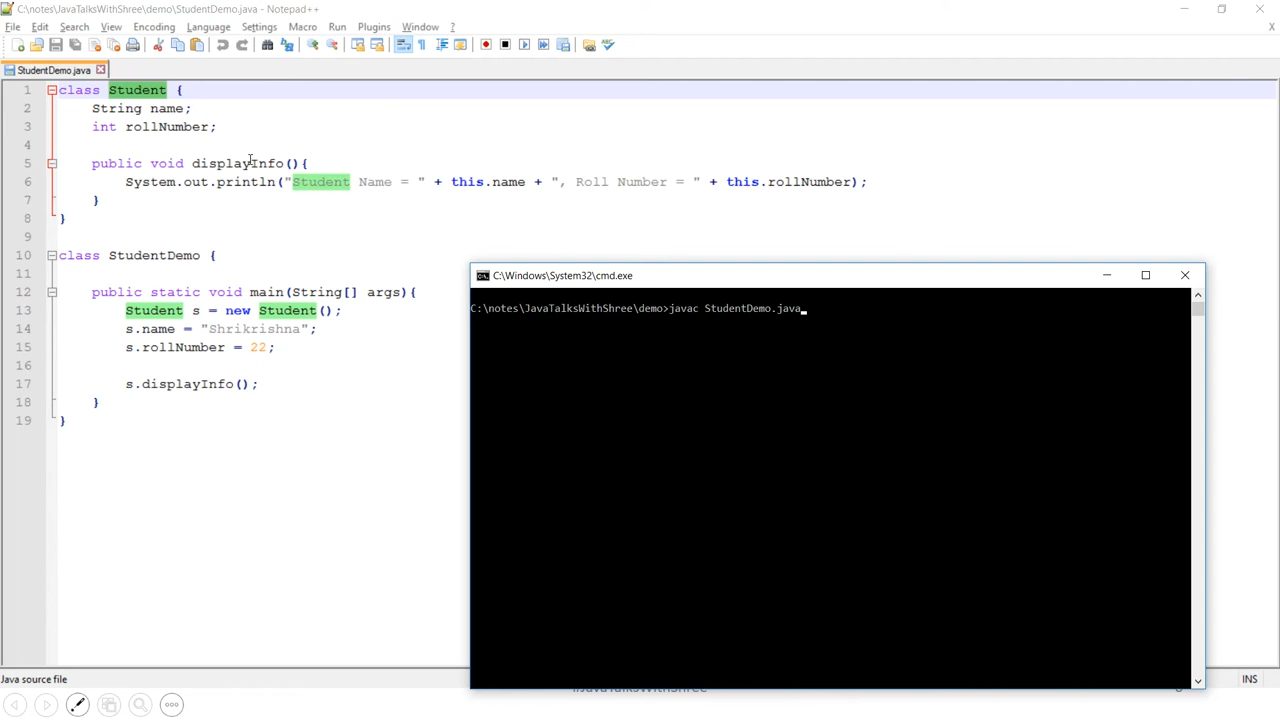 C:\notes\JavaTalksWithShree\demo\StudentDemo.java - Notepad++
File Edit Search View Encoding Language Settings Macro Run Plugins Window ?
X
StudentDemo.java
1 class Student {
2 String name;
3 int rollNumber;
4
5 public void displayInfo(){
6 System.out.println("Student Name = " + this.name + ", Roll Number = " + this.rollNumber);
7 }
8 }
9
10 class StudentDemo {
11
12 public static void main(String[] args){
13 Student s = new Student();
14 s.name = "Shrikrishna";
15 s.rollNumber = 22;
16
17 s.displayInfo();
18 }
19 }
C:\Windows\System32\cmd.exe
C:\notes\JavaTalksWithShree\demo>javac StudentDemo.java
Java source file
INS
#JavaTalksWithShree